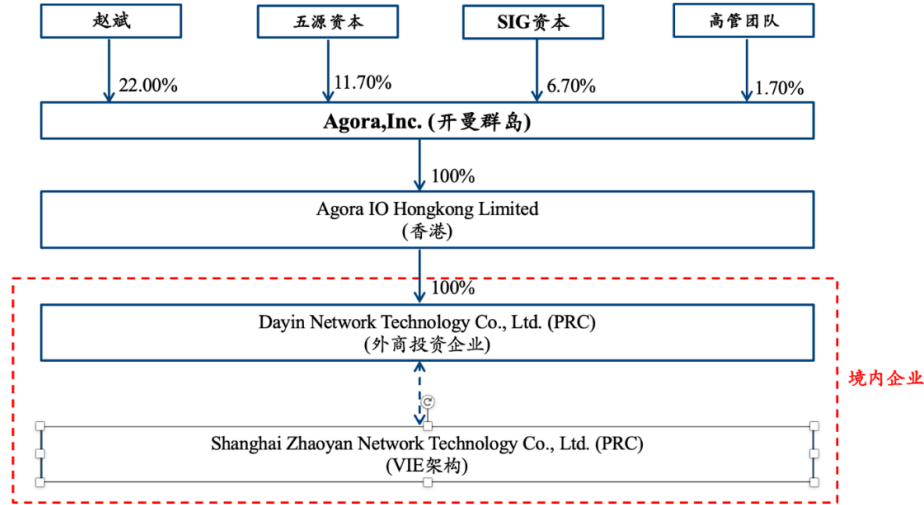 赵斌
五源资本
SIG资本
高管团队
22.00%
11.70%
6.70%
1.70%
Agora,Inc. (开曼群岛)
100%
Agora IO Hongkong Limited
(香港)
100%
Dayin Network Technology Co., Ltd. (PRC)
(外商投资企业)
境内企业
Shanghai Zhaoyan Network Technology Co., Ltd. (PRC)
(VIE架构)